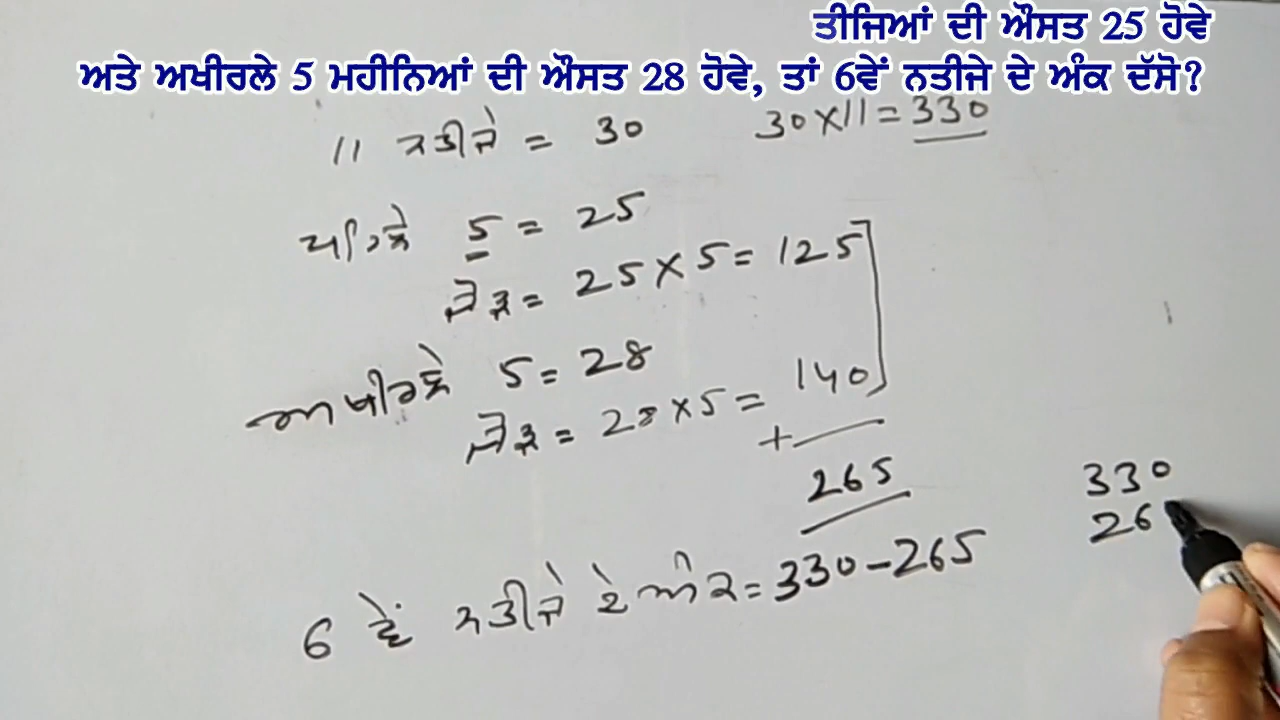 ਤੀਜਿਆਂ ਦੀ ਔਸਤ 25 ਹੋਵੇ
ਅਤੇ ਅਖੀਰਲੇ 5 ਮਹੀਨਿਆਂ ਦੀ ਔਸਤ 28 ਹੋਵੇ, ਤਾਂ 6ਵੇਂ ਨਤੀਜੇ ਦੇ ਅੰਕ ਦੱਸੋ?
11 ਨਤੀਜੇ = 30 30×11=330
ਪਹਿਲੇ 5 = 25
ਜੋੜ = 25×5=125
ਅਖੀਰਲੇ 5=28
ਜੋੜ = 28×5= 140
+
265
6 ਵੇਂ ਨਤੀਜੇ ਦੇ ਅੰਕ=330-265
330
26